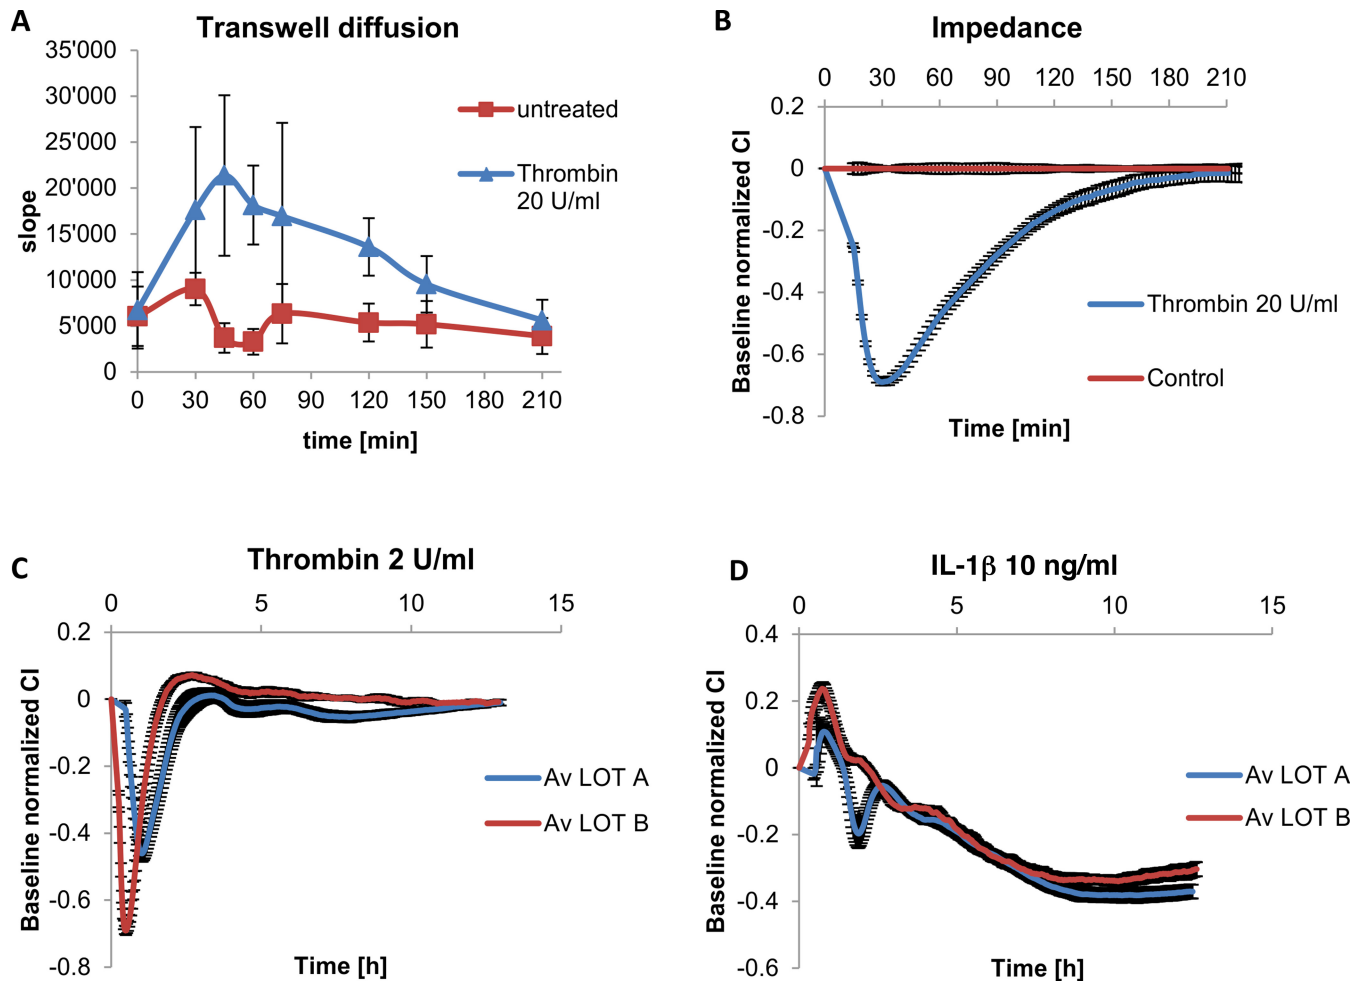 A
Transwell diffusion
35'000
30'000
25'000
20'000
15'000
10'000
5'000
0
slope
0 30 60 90 120 150 180 210
time [min]
untreated
Thrombin
20 U/ml
B
Impedance
0 30 60 90 120 150 180 210
0.2
0
-0.2
-0.4
-0.6
-0.8
Baseline normalized CI
Thrombin 20 U/ml
Control
Time [min]
C
Thrombin 2 U/ml
0 5 10 15
0.2
0
-0.2
-0.4
-0.6
-0.8
Baseline normalized CI
Av LOT A
Av LOT B
Time [h]
D
IL-1β 10 ng/ml
0 5 10 15
0.4
0.2
0
-0.2
-0.4
-0.6
Baseline normalized CI
Av LOT A
Av LOT B
Time [h]